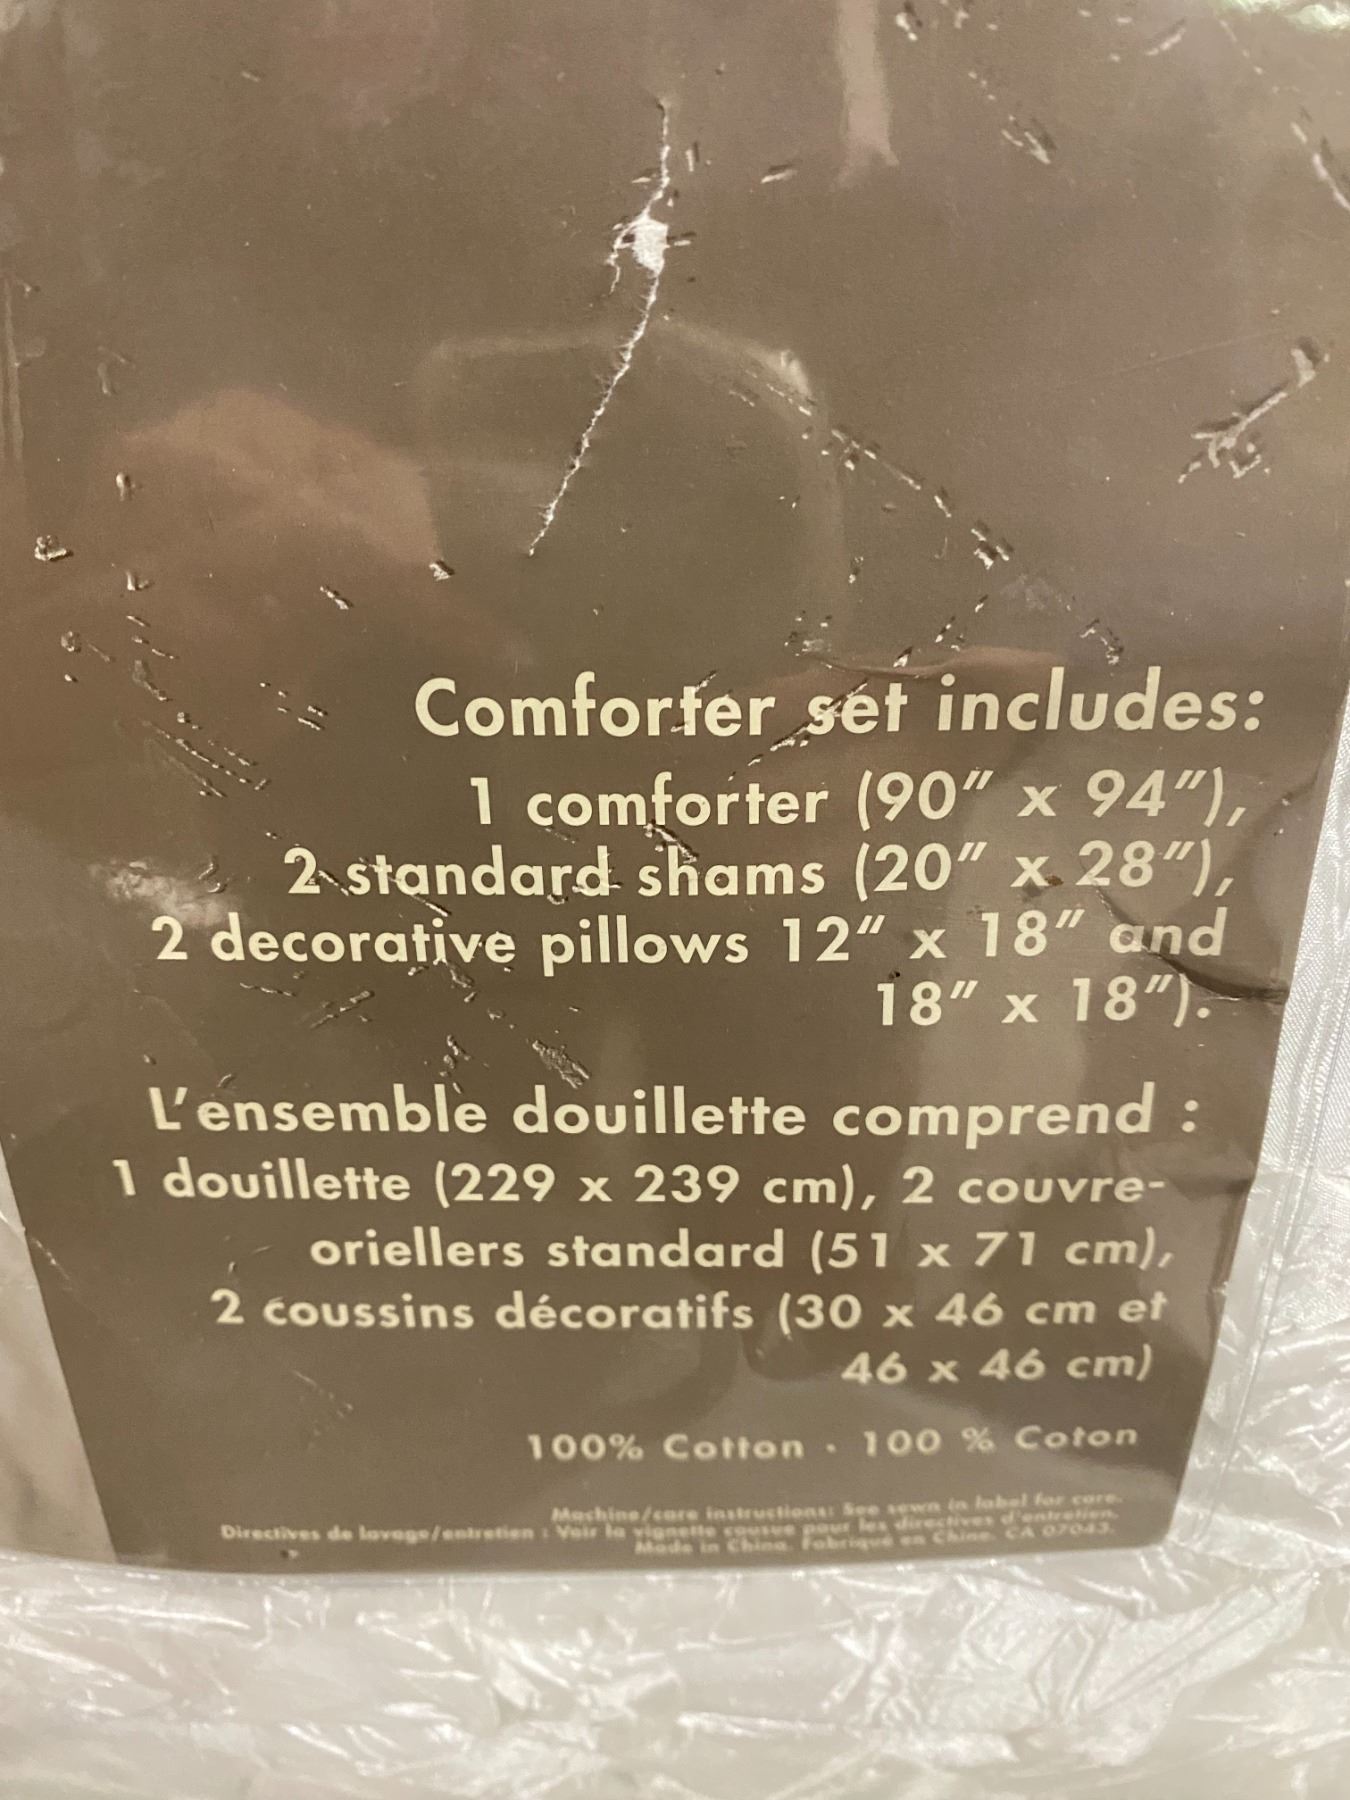 Comforter set includes:
1 comforter (90" x 94"),
2 standard shams (20" x 28"),
2 decorative pillows 12" x 18" and
18" x 18").
L'ensemble douillette comprend :
1 douillette (229 x 239 cm), 2 couvre-
oriellers standard (51 x 71 cm),
2 coussins décoratifs (30 x 46 cm et
46 x 46 cm)
100% Cotton · 100 % Coton
Machine/care instructions: See sewn in label for care.
Directives de lavage/entretien : Voir la vignette cousue pour les directives d'entretien.
Made in China. Fabriqué en Chine. CA 07043.